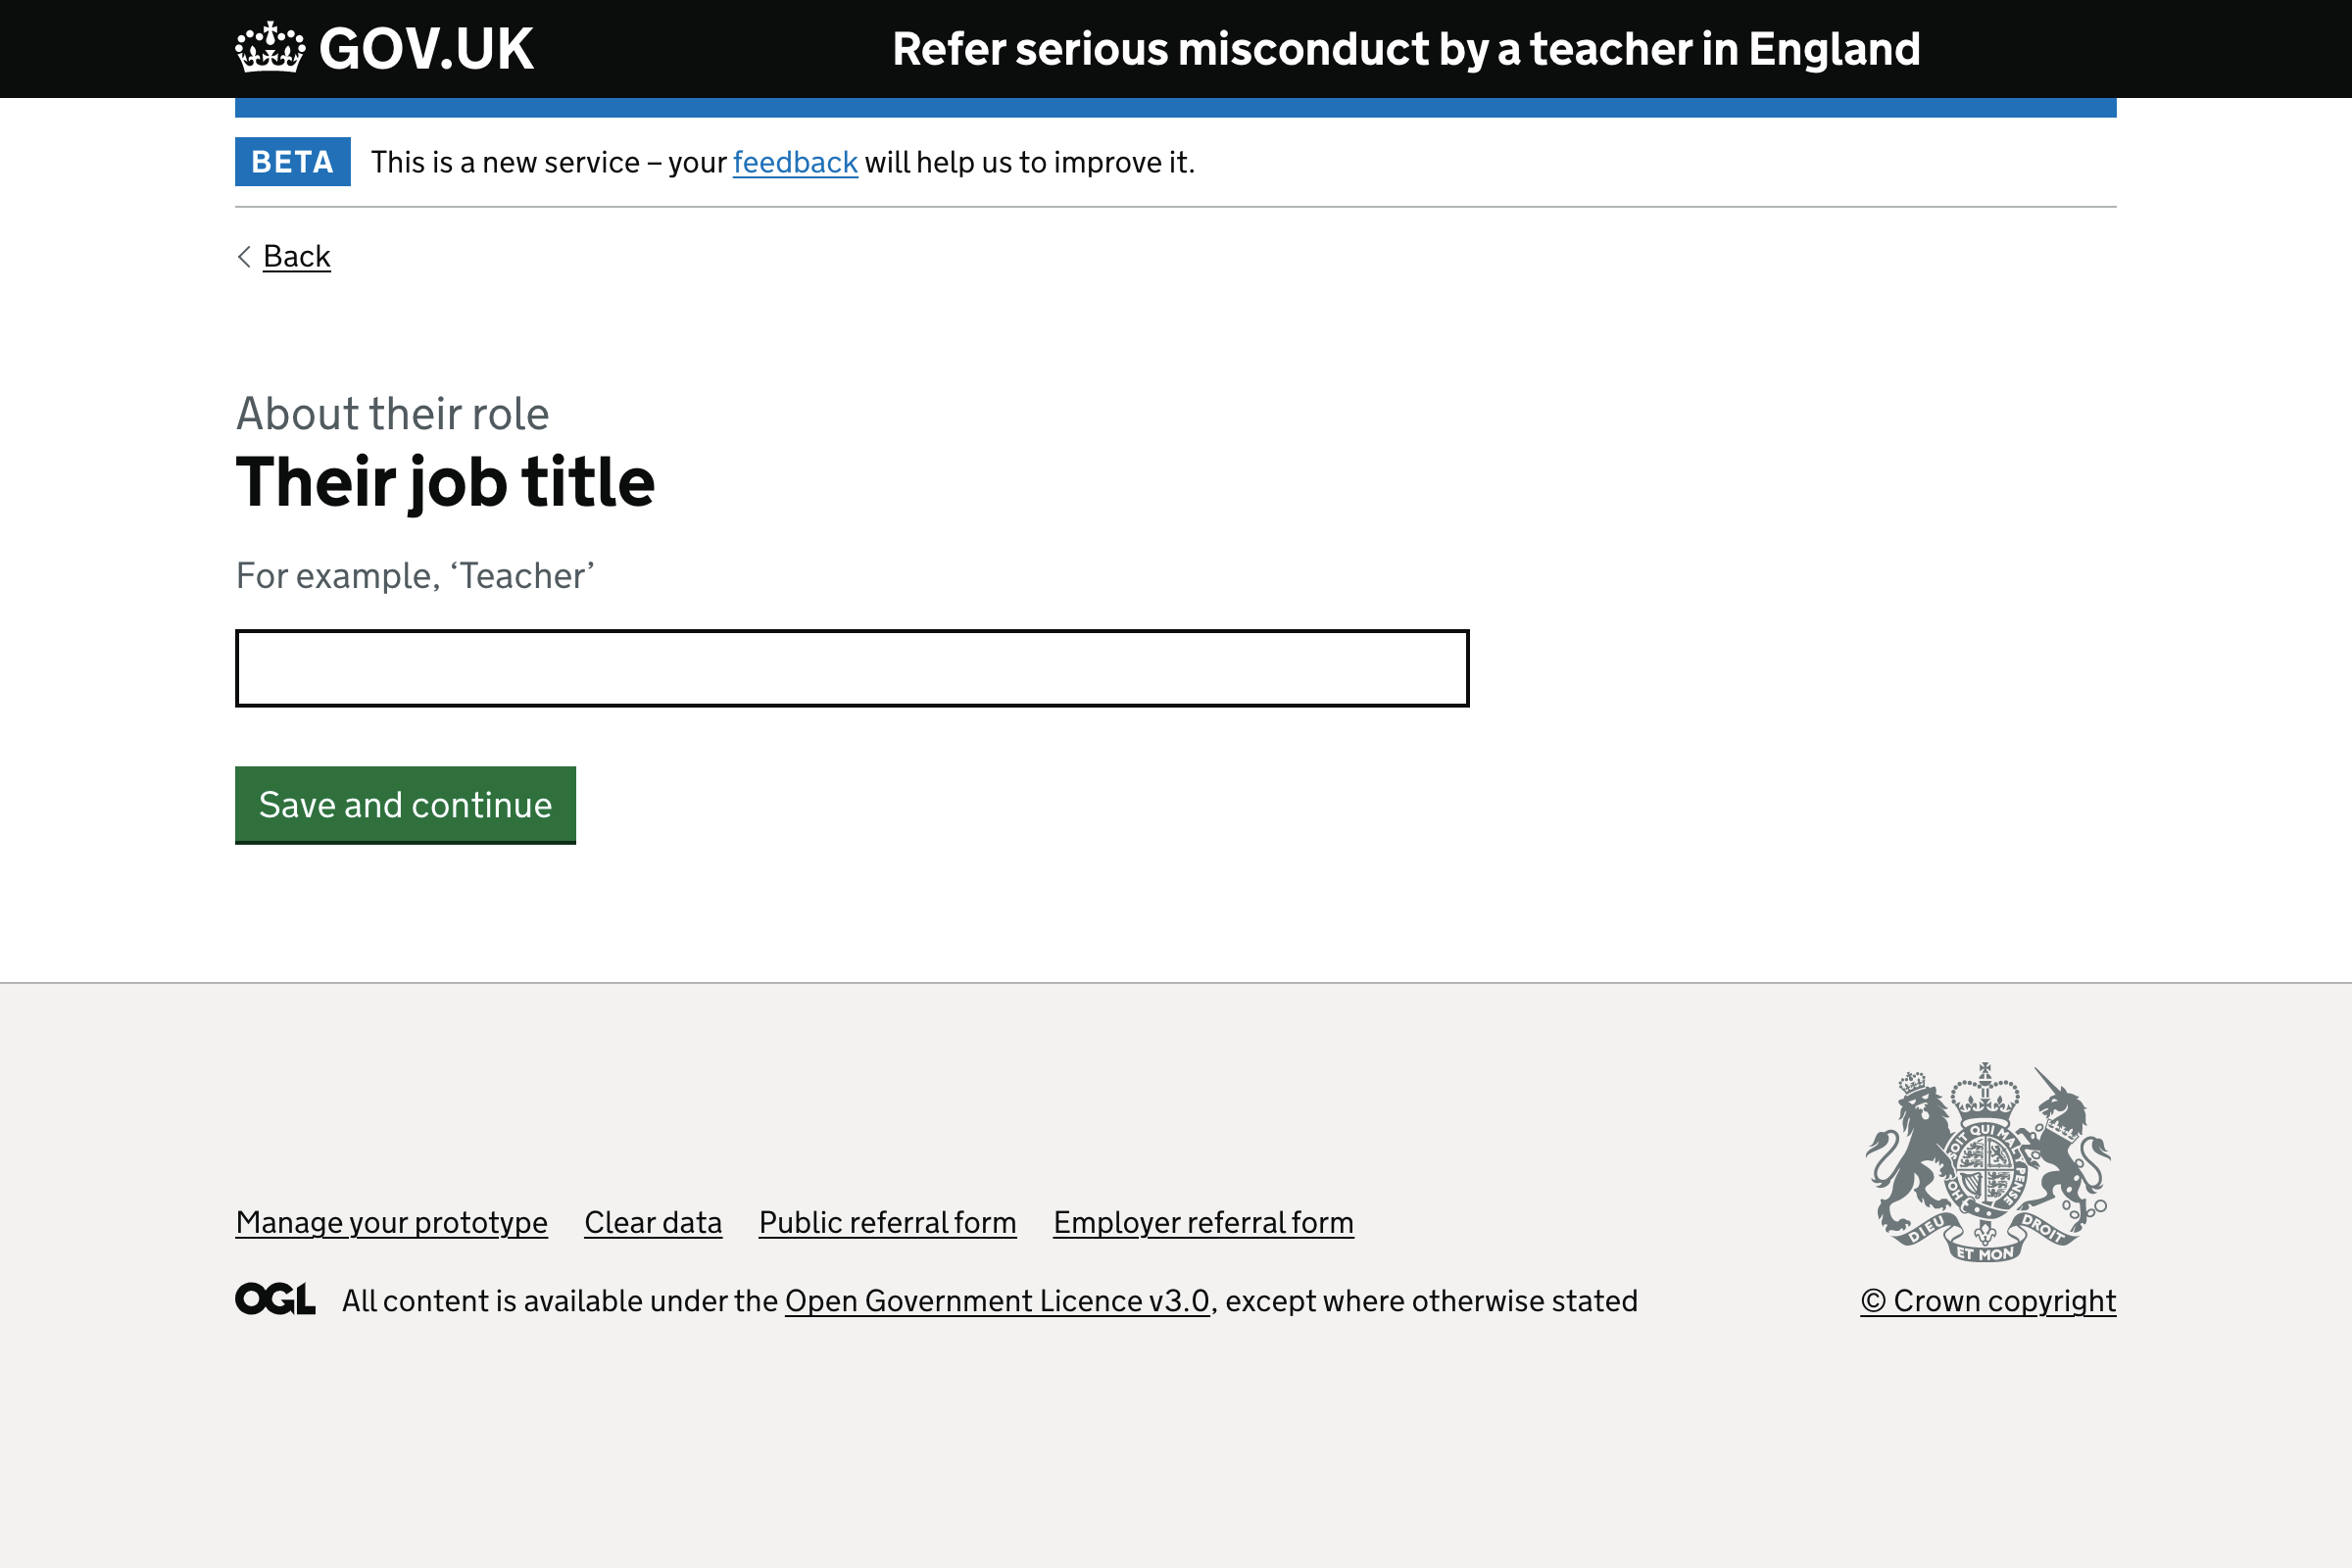 GOV.UK
Refer serious misconduct by a teacher in England
BETA
This is a new service – your feedback will help us to improve it.
Back
About their role
Their job title
For example, ‘Teacher’
Save and continue
Manage your prototype
Clear data
Public referral form
Employer referral form
SOIT QUI MAL
PENSE
HO
DIEU
ET MON
DROIT
OGL
All content is available under the Open Government Licence v3.0, except where otherwise stated
© Crown copyright